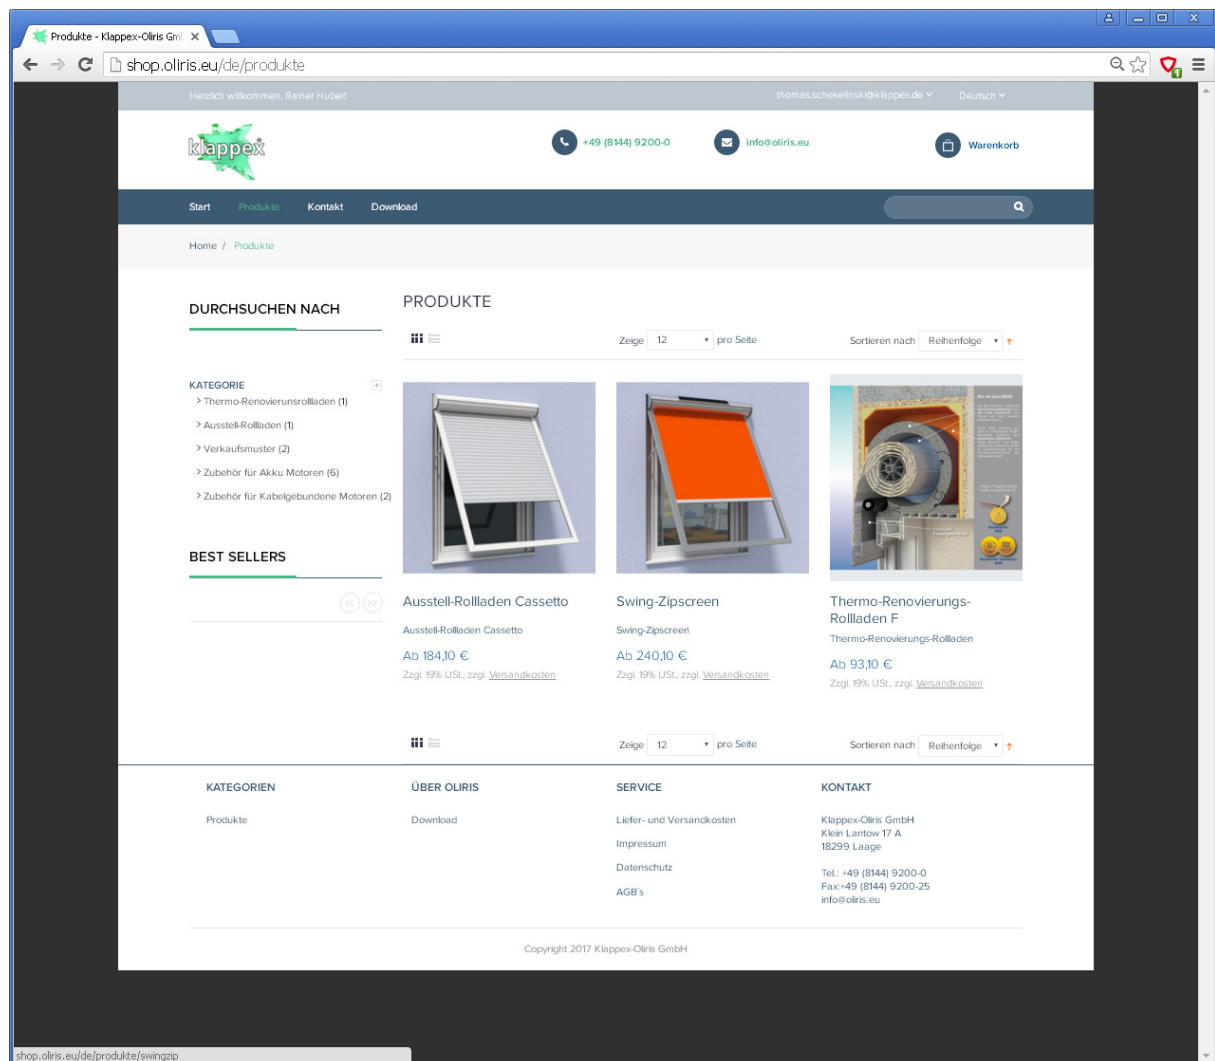 Produkte - Klappex-Oliris Gm
shop.oliris.eu/de/produkte
Herzlich willkommen, Rainer Huber!
thomas.schekelinski@klappex.de
Deutsch
klappex
+49 (8144) 9200-0
info@oliris.eu
Warenkorb
Start
Produkte
Kontakt
Download
Home / Produkte
DURCHSUCHEN NACH
KATEGORIE
> Thermo-Renovierunsrollladen (1)
> Ausstell-Rollladen (1)
> Verkaufsmuster (2)
> Zubehör für Akku Motoren (6)
> Zubehör für Kabelgebundene Motoren (2)
BEST SELLERS
PRODUKTE
Zeige 12 pro Seite
Sortieren nach Reihenfolge
Ausstell-Rollladen Cassetto
Ausstell-Rollladen Cassetto
Ab 184,10 €
Zzgl. 19% USt., zzgl. Versandkosten
Swing-Zipscreen
Swing-Zipscreen
Ab 240,10 €
Zzgl. 19% USt., zzgl. Versandkosten
Thermo-Renovierungs-
Rollladen F
Thermo-Renovierungs-Rollladen
Ab 93,10 €
Zzgl. 19% USt., zzgl. Versandkosten
Zeige 12 pro Seite
Sortieren nach Reihenfolge
KATEGORIEN
Produkte
ÜBER OLIRIS
Download
SERVICE
Liefer- und Versandkosten
Impressum
Datenschutz
AGB´s
KONTAKT
Klappex-Oliris GmbH
Klein Lantow 17 A
18299 Laage
Tel.: +49 (8144) 9200-0
Fax:+49 (8144) 9200-25
info@oliris.eu
Copyright 2017 Klappex-Oliris GmbH
shop.oliris.eu/de/produkte/swingzip